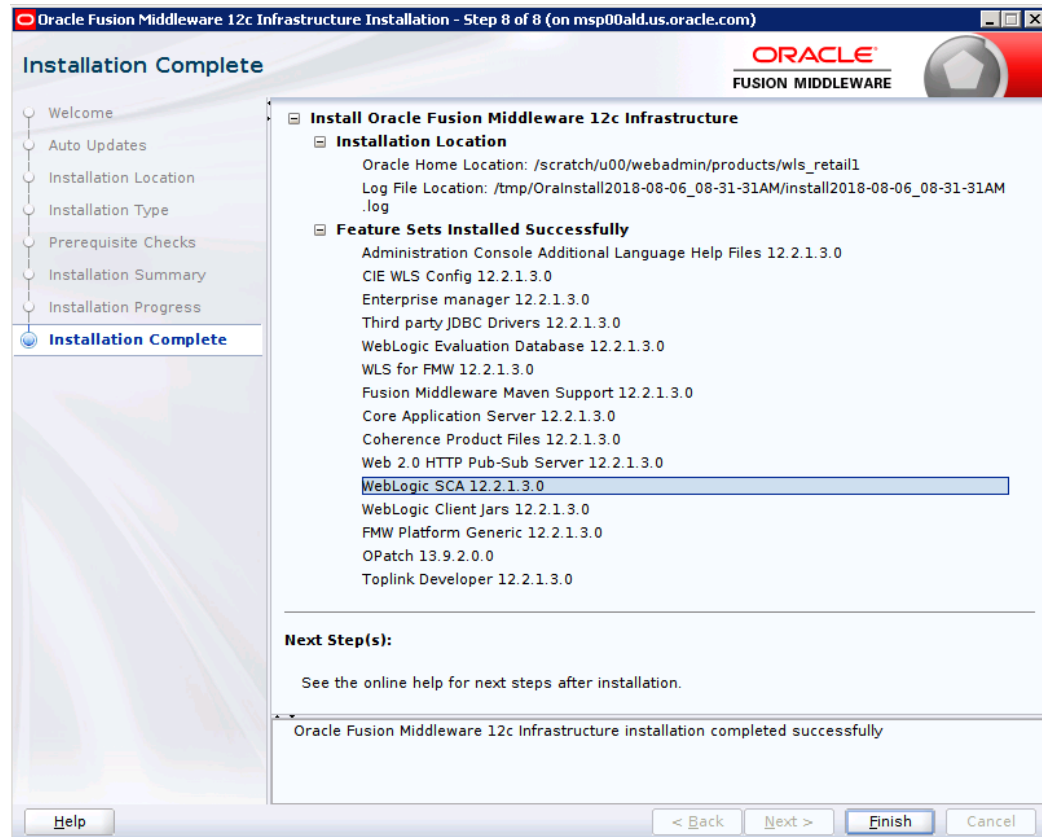 Oracle Fusion Middleware 12c Infrastructure Installation - Step 8 of 8 (on msp00ald.us.oracle.com)
Installation Complete
ORACLE
FUSION MIDDLEWARE
Welcome
Auto Updates
Installation Location
Installation Type
Prerequisite Checks
Installation Summary
Installation Progress
Installation Complete
Install Oracle Fusion Middleware 12c Infrastructure
Installation Location
Oracle Home Location: /scratch/u00/webadmin/products/wls_retail1
Log File Location: /tmp/OraInstall2018-08-06_08-31-31AM/install2018-08-06_08-31-31AM
.log
Feature Sets Installed Successfully
Administration Console Additional Language Help Files 12.2.1.3.0
CIE WLS Config 12.2.1.3.0
Enterprise manager 12.2.1.3.0
Third party JDBC Drivers 12.2.1.3.0
WebLogic Evaluation Database 12.2.1.3.0
WLS for FMW 12.2.1.3.0
Fusion Middleware Maven Support 12.2.1.3.0
Core Application Server 12.2.1.3.0
Coherence Product Files 12.2.1.3.0
Web 2.0 HTTP Pub-Sub Server 12.2.1.3.0
WebLogic SCA 12.2.1.3.0
WebLogic Client Jars 12.2.1.3.0
FMW Platform Generic 12.2.1.3.0
OPatch 13.9.2.0.0
Toplink Developer 12.2.1.3.0
Next Step(s):
See the online help for next steps after installation.
Oracle Fusion Middleware 12c Infrastructure installation completed successfully
Help
< Back
Next >
Finish
Cancel